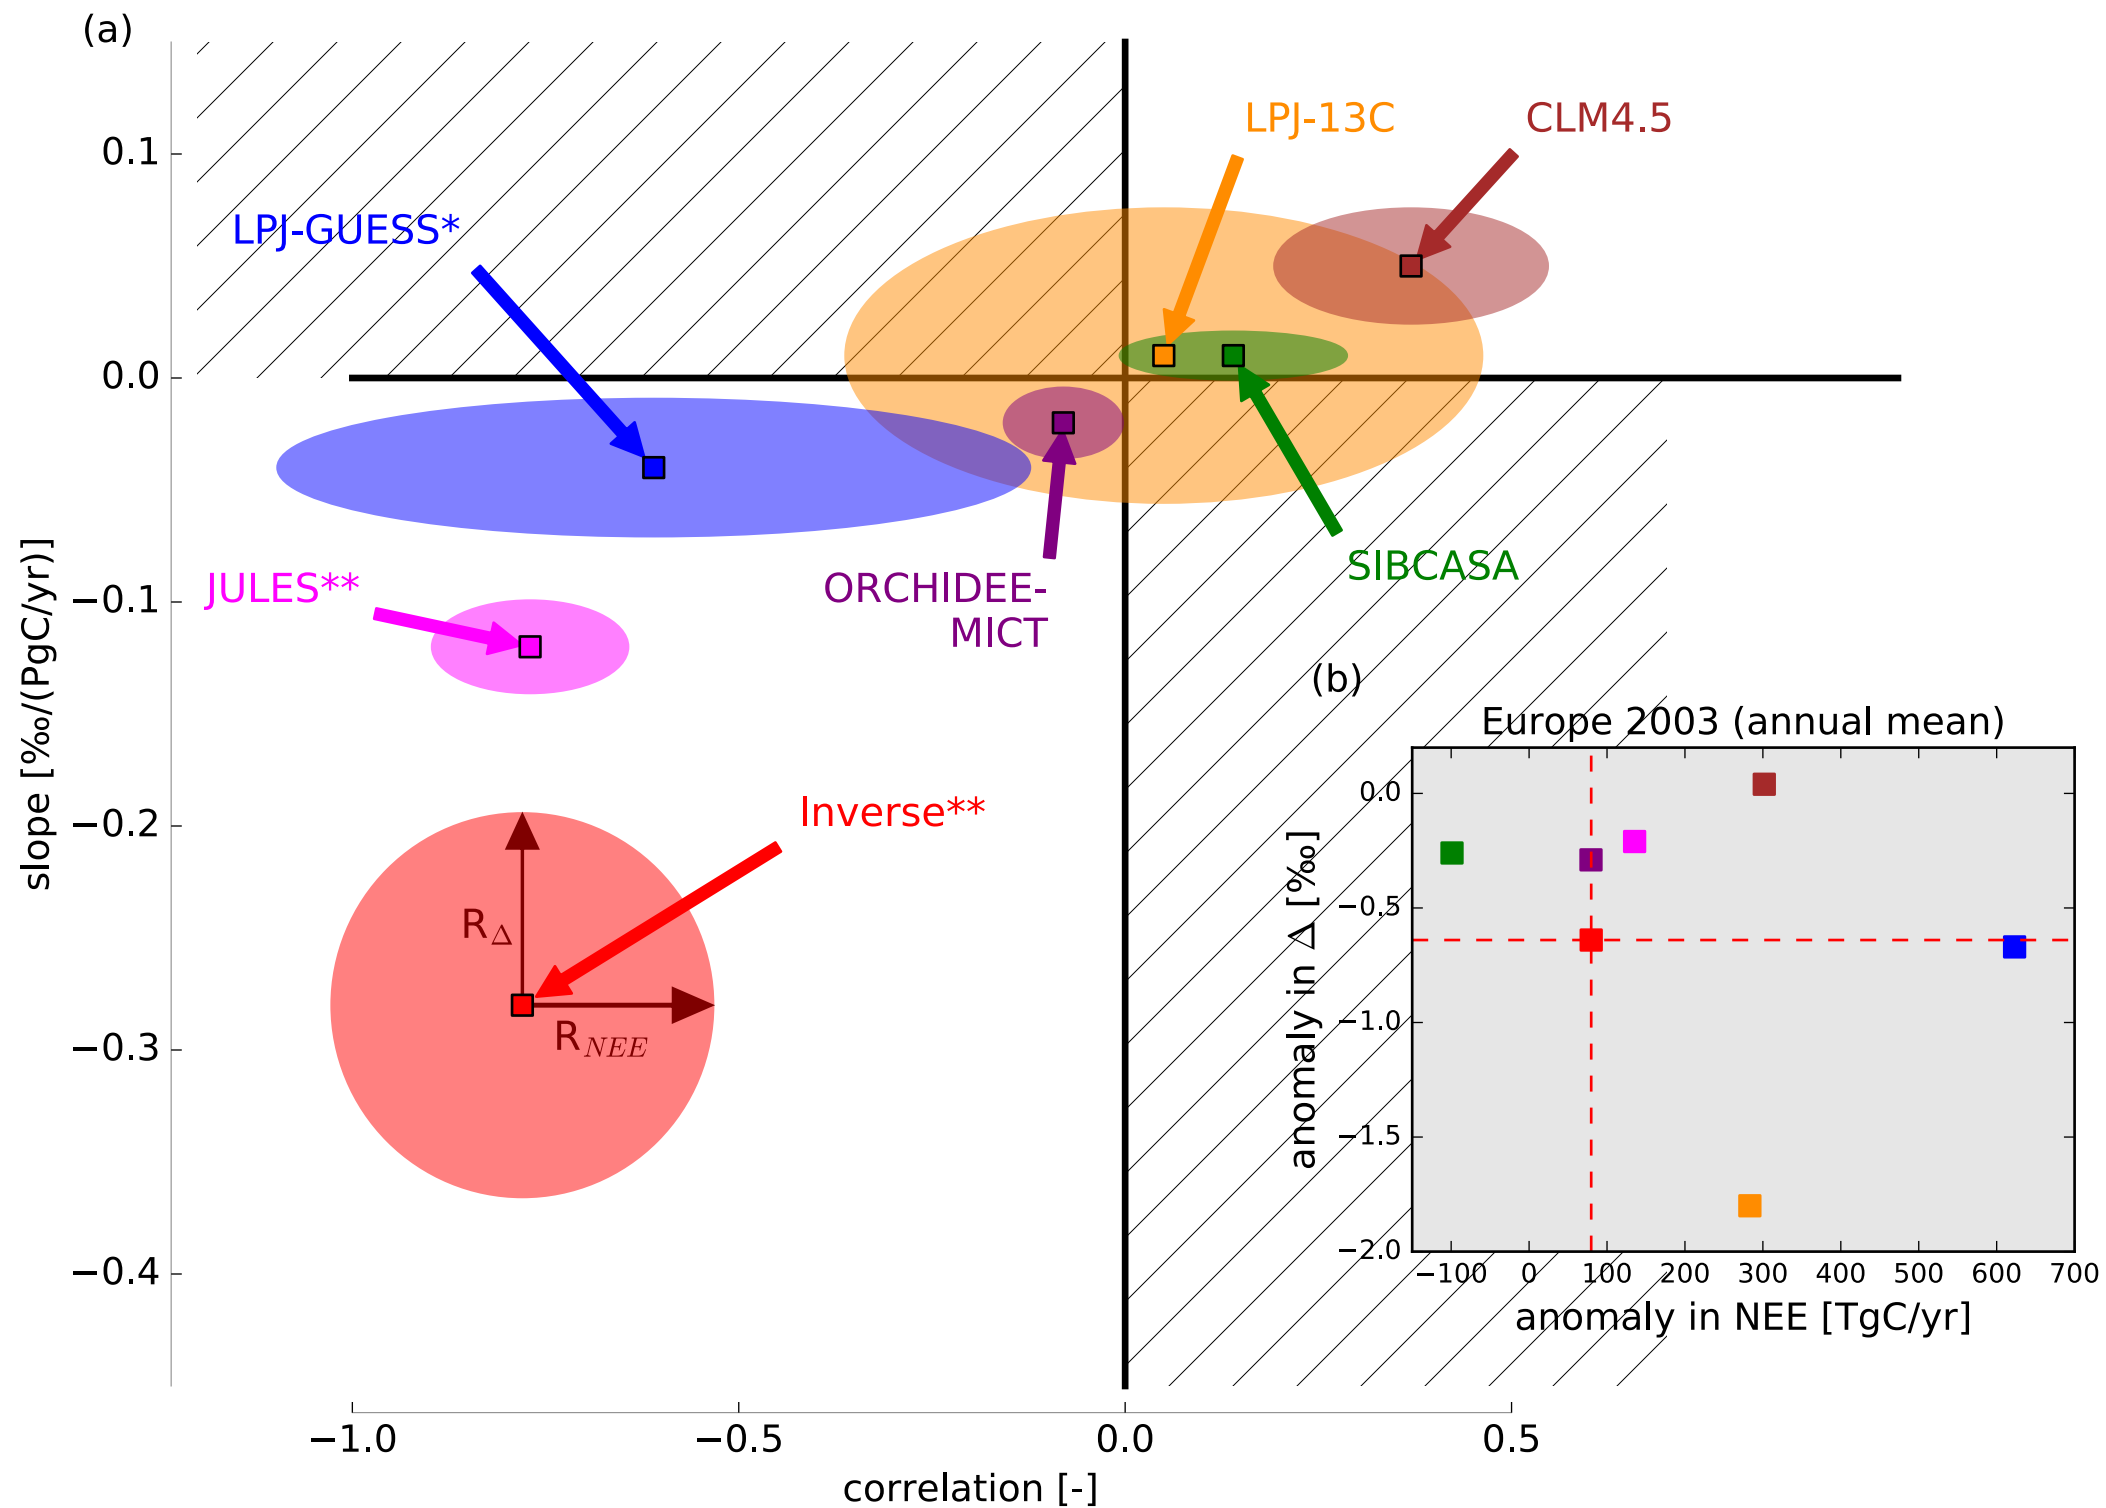 (a)
LPJ-13C
CLM4.5
0.1
LPJ-GUESS*
0.0
SIBCASA
JULES**
ORCHIDEE-
MICT
−0.1
slope [‰/(PgC/yr)]
(b)
Europe 2003 (annual mean)
Inverse**
−0.2
R_Δ
R_NEE
−0.3
−0.4
0.0
−0.5
−1.0
−1.5
−2.0
anomaly in Δ [‰]
−100 0 100 200 300 400 500 600 700
anomaly in NEE [TgC/yr]
−1.0 −0.5 0.0 0.5
correlation [-]